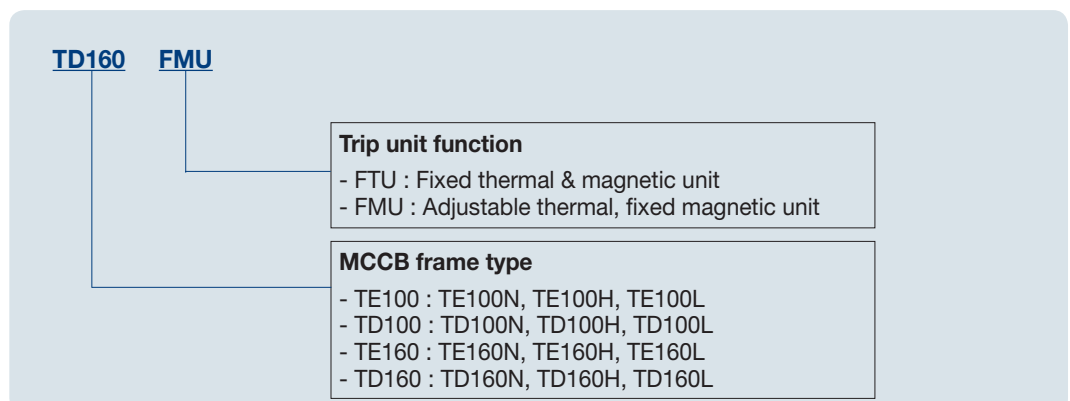 TD160 FMU
Trip unit function
- FTU : Fixed thermal & magnetic unit
- FMU : Adjustable thermal, fixed magnetic unit
MCCB frame type
- TE100 : TE100N, TE100H, TE100L
- TD100 : TD100N, TD100H, TD100L
- TE160 : TE160N, TE160H, TE160L
- TD160 : TD160N, TD160H, TD160L